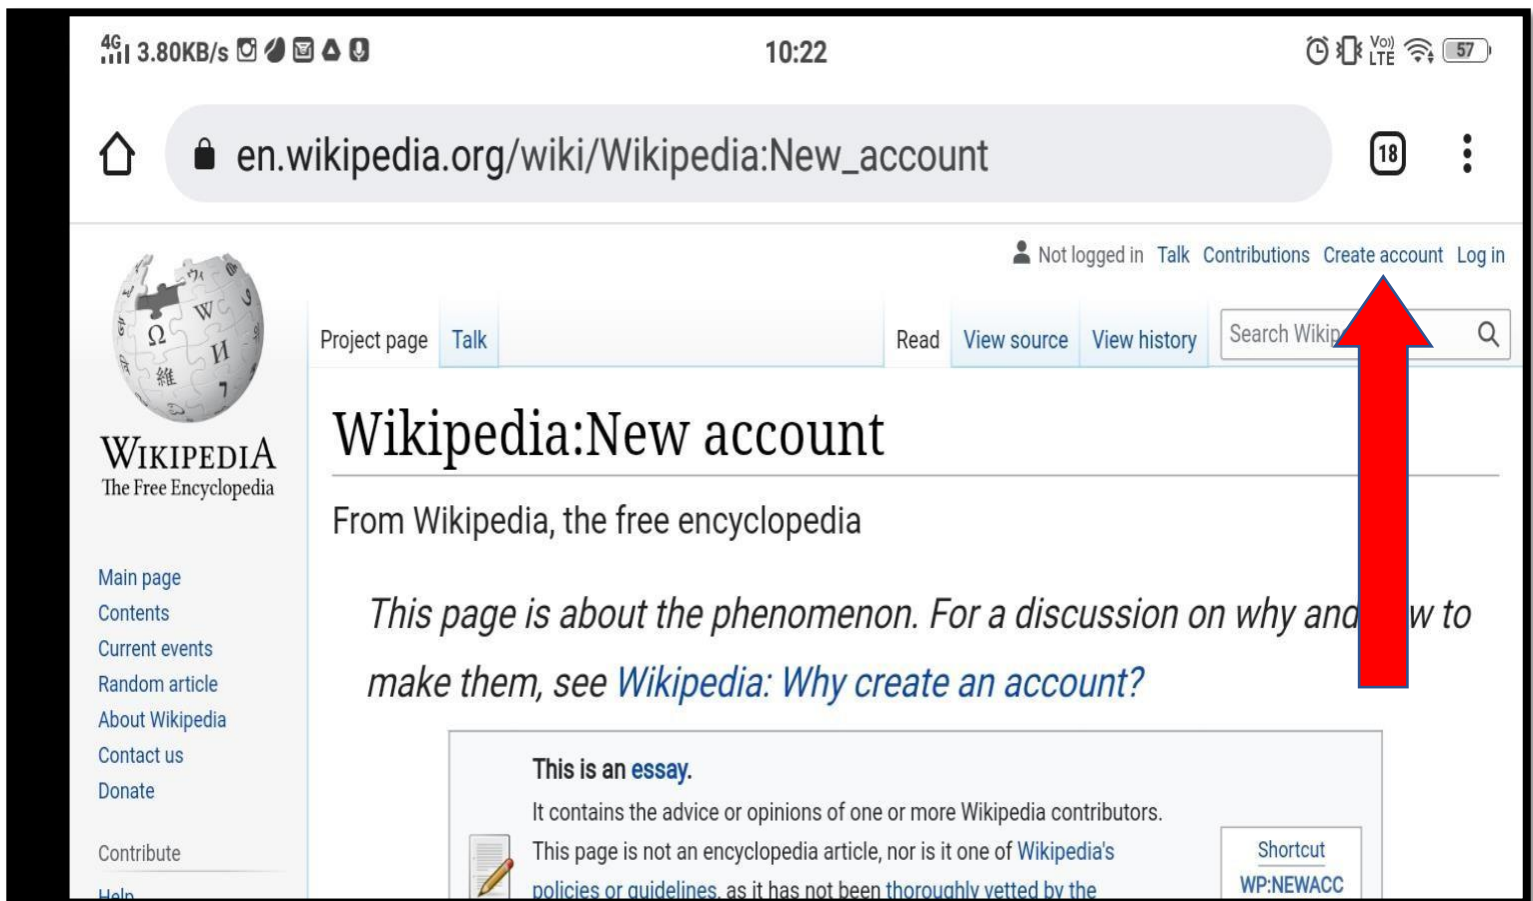 4G 3.80KB/s
10:22
Vo)) LTE
57
en.wikipedia.org/wiki/Wikipedia:New_account
18
Not logged in Talk Contributions Create account Log in
Project page Talk
Read View source View history
Search
WIKIPEDIA
The Free Encyclopedia
Main page
Contents
Current events
Random article
About Wikipedia
Contact us
Donate
Contribute
Help
Wikipedia:New account
From Wikipedia, the free encyclopedia
This page is about the phenomenon. For a discussion on why and to
make them, see Wikipedia: Why create an account?
This is an essay.
It contains the advice or opinions of one or more Wikipedia contributors.
This page is not an encyclopedia article, nor is it one of Wikipedia's
policies or guidelines, as it has not been thoroughly vetted by the
Shortcut
WP:NEWACC